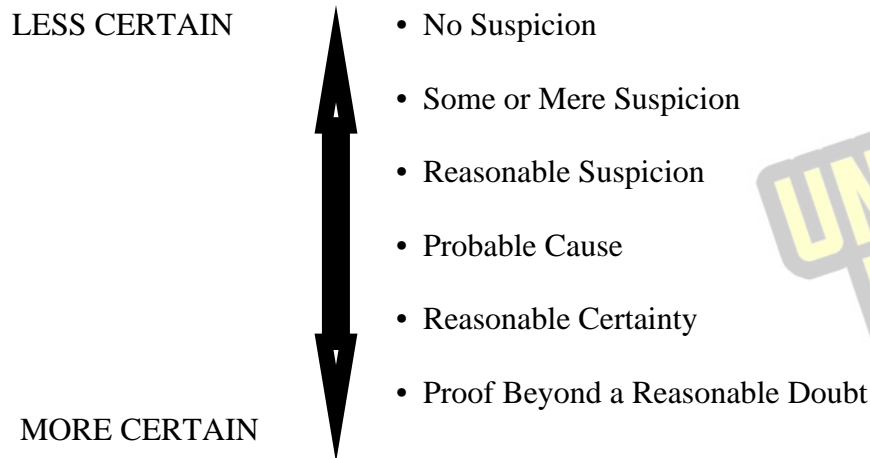 LESS CERTAIN
• No Suspicion
• Some or Mere Suspicion
• Reasonable Suspicion
• Probable Cause
• Reasonable Certainty
• Proof Beyond a Reasonable Doubt
MORE CERTAIN